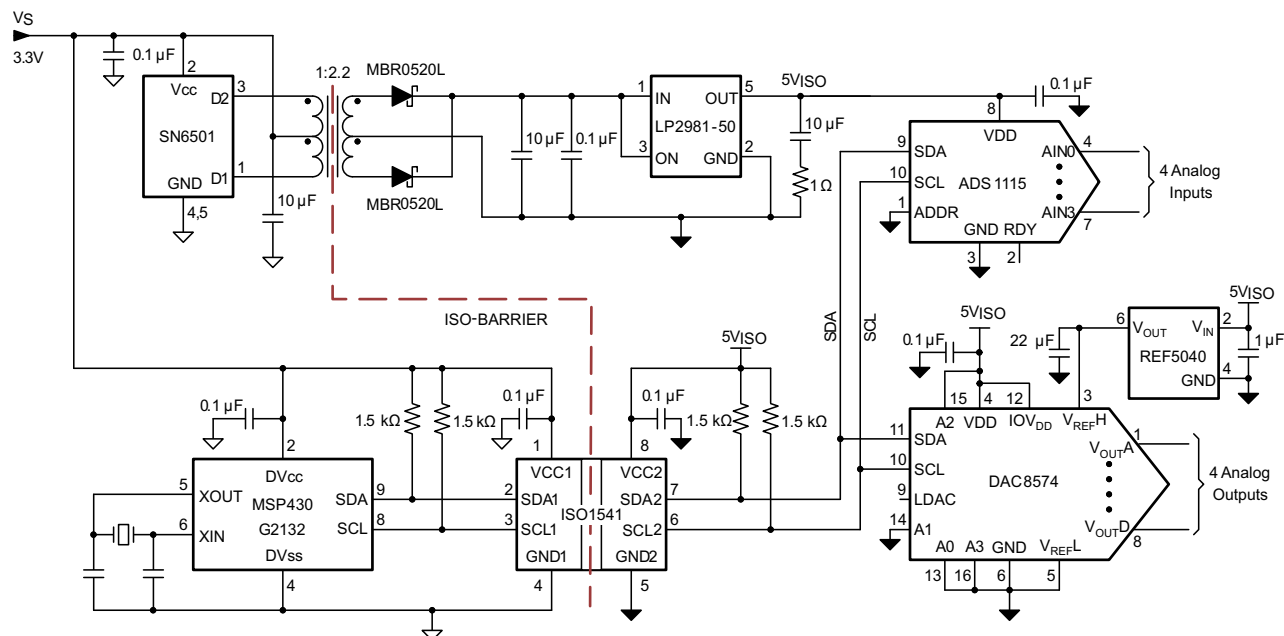 VS
3.3V
0.1 μF
2
Vcc
D2
3
SN6501
GND
D1
1
4,5
10 μF
1:2.2
MBR0520L
MBR0520L
10 μF
0.1 μF
1
IN
OUT
5
LP2981-50
3
ON
GND
2
5VISO
10 μF
1 Ω
0.1 μF
8
VDD
9
SDA
10
SCL
1
ADDR
ADS1115
AIN0
4
AIN3
7
GND
RDY
3
2
4 Analog
Inputs
ISO-BARRIER
SDA
SCL
0.1 μF
2
DVcc
5
XOUT
MSP430
G2132
6
XIN
SDA
9
SCL
8
DVss
4
1.5 kΩ
1.5 kΩ
0.1 μF
1
VCC1
2
SDA1
3
SCL1
GND1
4
ISO1541
5VISO
0.1 μF
8
VCC2
SDA2
7
SCL2
6
GND2
5
1.5 kΩ
1.5 kΩ
5VISO
0.1 μF
15
4
12
3
A2
VDD
IOVDD
VREFH
11
SDA
10
SCL
9
LDAC
14
A1
DAC8574
VOUTA
1
VOUTD
8
A0
A3
GND
VREFL
13
16
6
5
4 Analog
Outputs
22
μF
6
VOUT
VIN
2
REF5040
GND
4
5VISO
1 μF